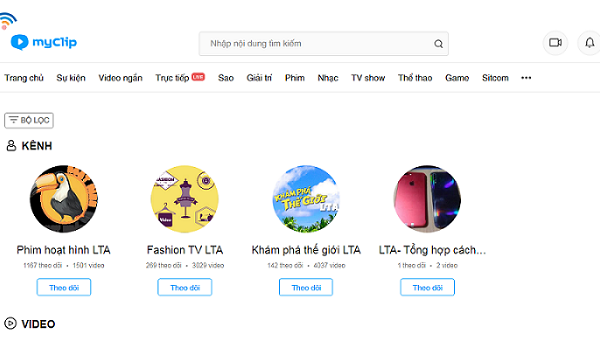 myclip
Nhập nội dung tìm kiếm
Trang chủ Sự kiện Video ngắn Trực tiếp LIVE Sao Giải trí Phim Nhạc TV show Thể thao Game Sitcom •••
BỘ LỌC
KÊNH
FASHION
KHÁM PHÁ
THẾ GIỚI
LTA
Phim hoạt hình LTA Fashion TV LTA Khám phá thế giới LTA LTA- Tổng hợp cách...
1167 theo dõi • 1501 video 269 theo dõi • 3029 video 142 theo dõi • 4037 video 1 theo dõi • 2 video
Theo dõi Theo dõi Theo dõi Theo dõi
VIDEO